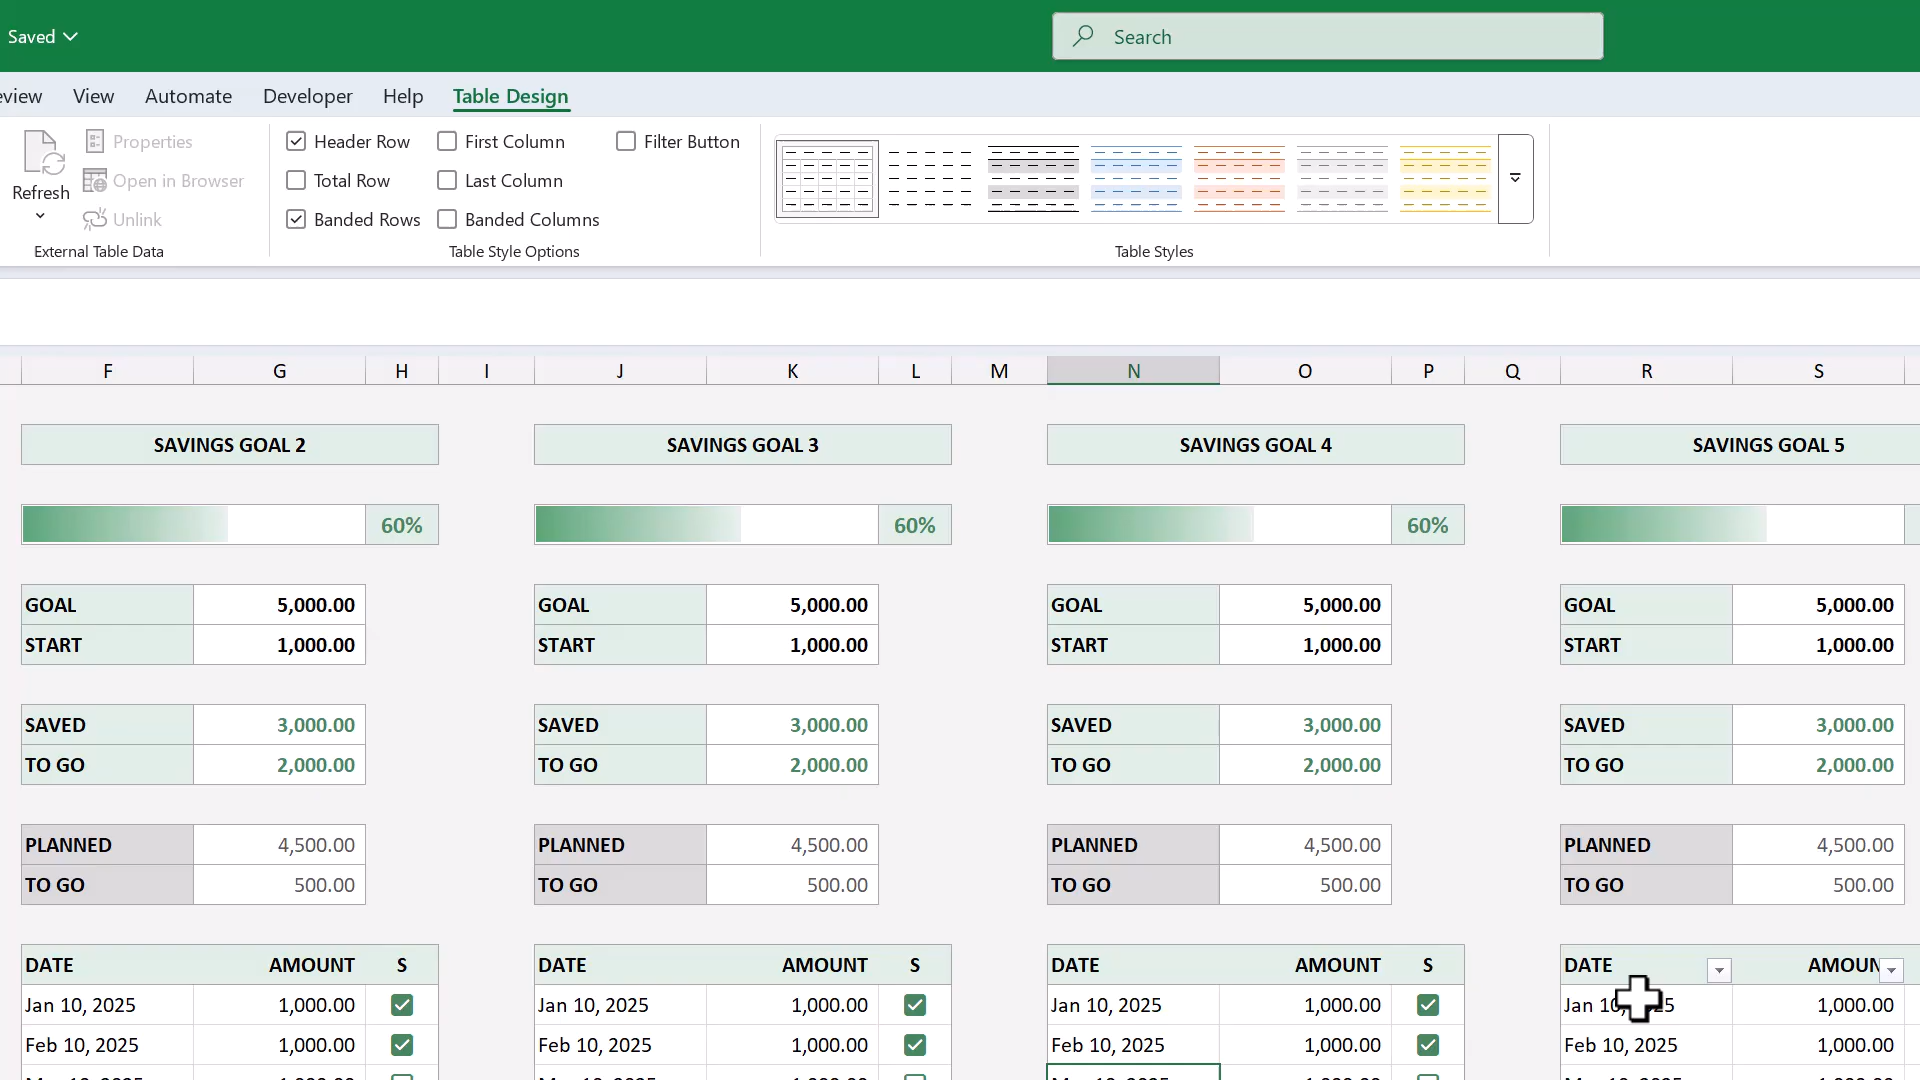 Saved
Search
view View Automate Developer Help Table Design
Refresh
Properties
Open in Browser
Unlink
External Table Data
Header Row First Column Filter Button
Total Row Last Column
Banded Rows Banded Columns
Table Style Options
Table Styles
F G H I J K L M N O P Q R S
SAVINGS GOAL 2 SAVINGS GOAL 3 SAVINGS GOAL 4 SAVINGS GOAL 5
60% 60% 60%
GOAL 5,000.00 GOAL 5,000.00 GOAL 5,000.00 GOAL 5,000.00
START 1,000.00 START 1,000.00 START 1,000.00 START 1,000.00
SAVED 3,000.00 SAVED 3,000.00 SAVED 3,000.00 SAVED 3,000.00
TO GO 2,000.00 TO GO 2,000.00 TO GO 2,000.00 TO GO 2,000.00
PLANNED 4,500.00 PLANNED 4,500.00 PLANNED 4,500.00 PLANNED 4,500.00
TO GO 500.00 TO GO 500.00 TO GO 500.00 TO GO 500.00
DATE AMOUNT S DATE AMOUNT S DATE AMOUNT S DATE AMOUN
Jan 10, 2025 1,000.00 Jan 10, 2025 1,000.00 Jan 10, 2025 1,000.00 Jan 1,000.00
Feb 10, 2025 1,000.00 Feb 10, 2025 1,000.00 Feb 10, 2025 1,000.00 Feb 10, 2025 1,000.00